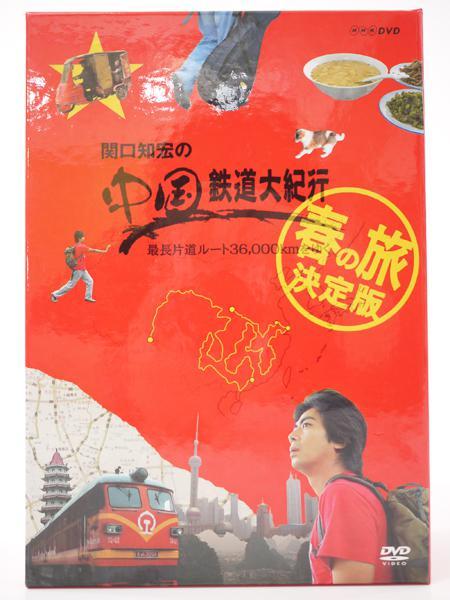 NHK DVD
関口知宏の
中国鉄道大紀行
最長片道ルート36,000kmをゆく
春の旅
決定版
DVD
VIDEO